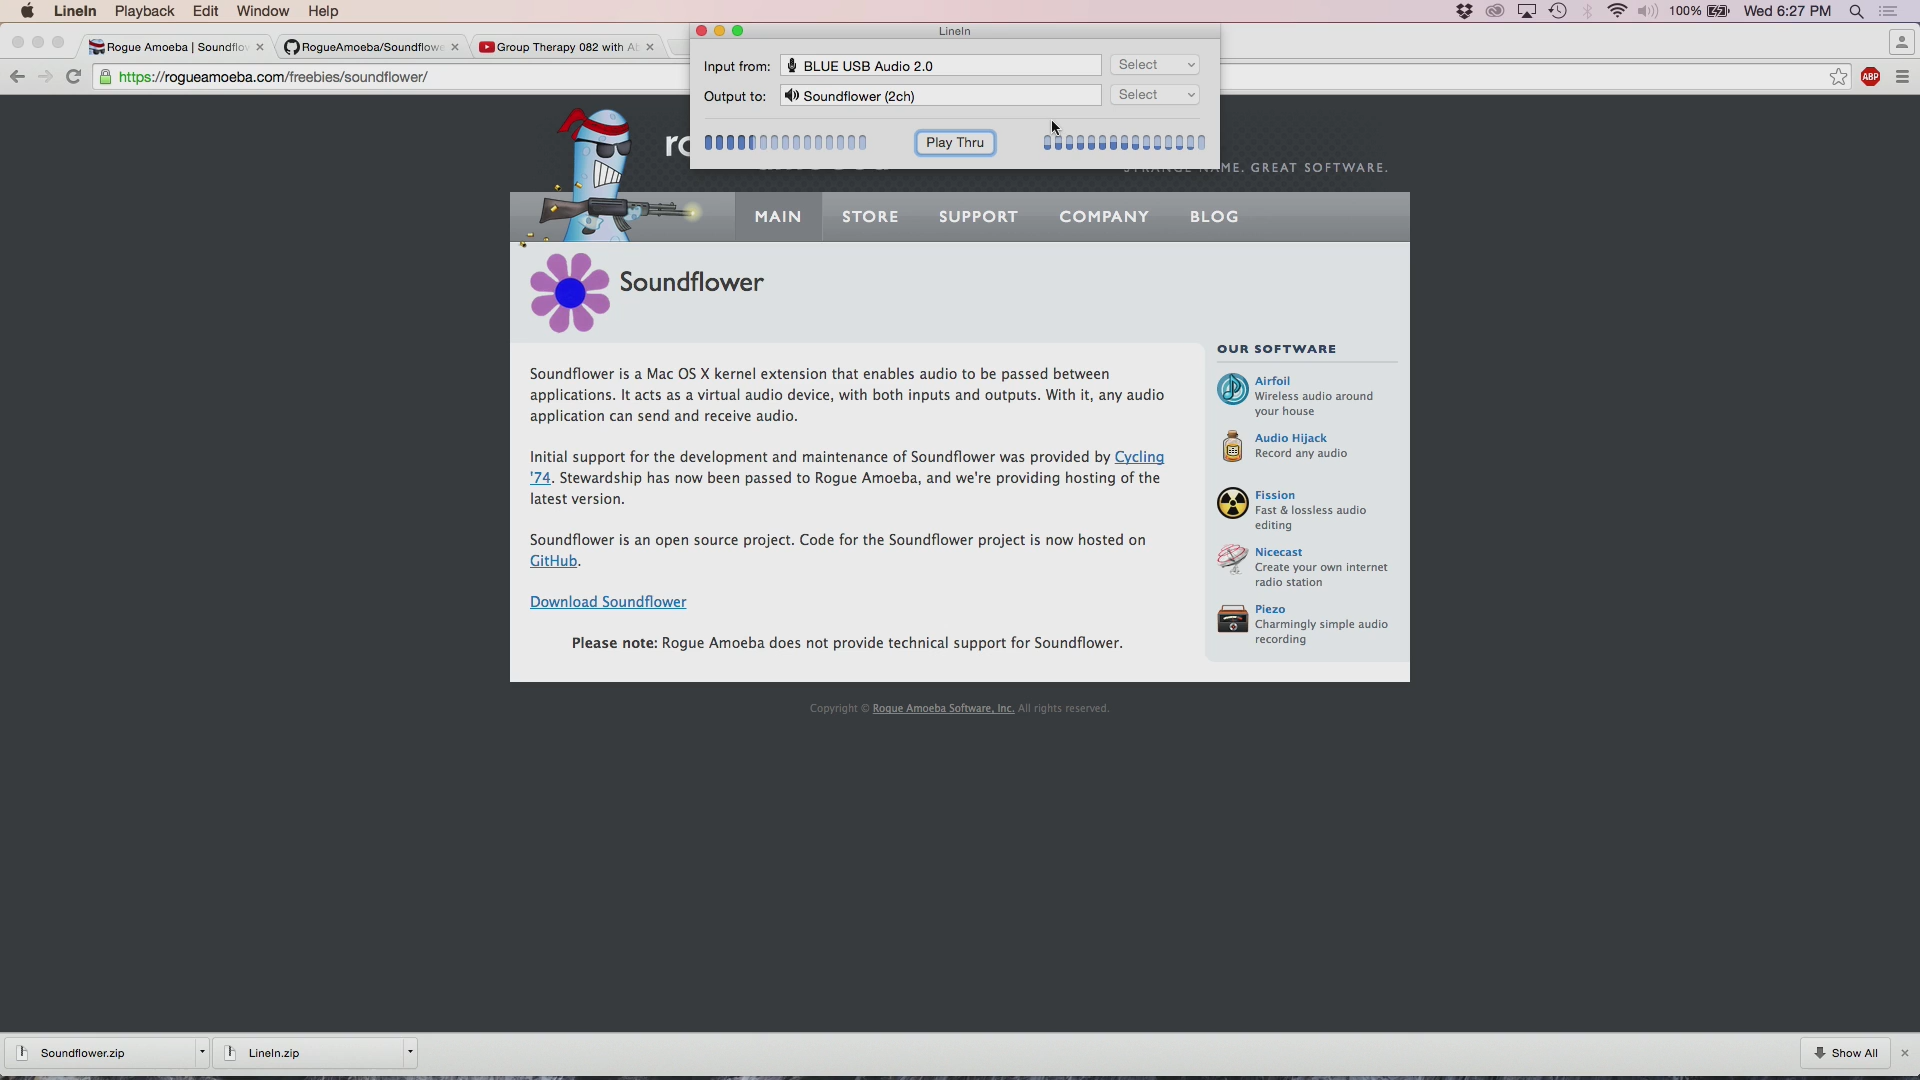 LineIn Playback Edit Window Help 100% Wed 6:27 PM
LineIn
Rogue Amoeba | Soundflow RogueAmoeba/Soundflowe Group Therapy 082 with Ab
https://rogueamoeba.com/freebies/soundflower/
ABP
Input from: BLUE USB Audio 2.0 Select
Output to: Soundflower (2ch) Select
Play Thru
STRANGE NAME. GREAT SOFTWARE.
MAIN STORE SUPPORT COMPANY BLOG
Soundflower
Soundflower is a Mac OS X kernel extension that enables audio to be passed between
applications. It acts as a virtual audio device, with both inputs and outputs. With it, any audio
application can send and receive audio.
Initial support for the development and maintenance of Soundflower was provided by Cycling
'74. Stewardship has now been passed to Rogue Amoeba, and we're providing hosting of the
latest version.
Soundflower is an open source project. Code for the Soundflower project is now hosted on
GitHub.
Download Soundflower
Please note: Rogue Amoeba does not provide technical support for Soundflower.
OUR SOFTWARE
Airfoil
Wireless audio around
your house
Audio Hijack
Record any audio
Fission
Fast & lossless audio
editing
Nicecast
Create your own internet
radio station
Piezo
Charmingly simple audio
recording
Copyright © Rogue Amoeba Software, Inc. All rights reserved.
Soundflower.zip LineIn.zip Show All